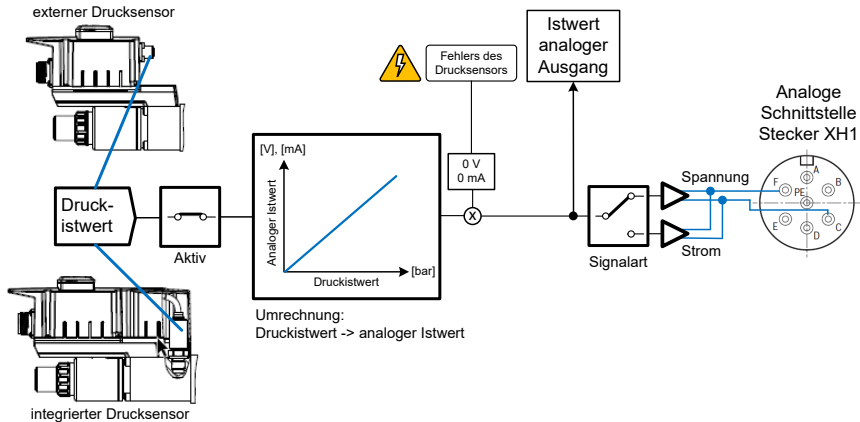 externer Drucksensor
Fehlers des
Drucksensors
Istwert
analoger
Ausgang
Analoge
Schnittstelle
Stecker XH1
[V], [mA]
Analoger Istwert
Druckistwert
[bar]
0 V
0 mA
X
Druck-
istwert
Aktiv
Signalart
Spannung
Strom
A
B
C
D
E
F
PE
Umrechnung:
Druckistwert -> analoger Istwert
integrierter Drucksensor